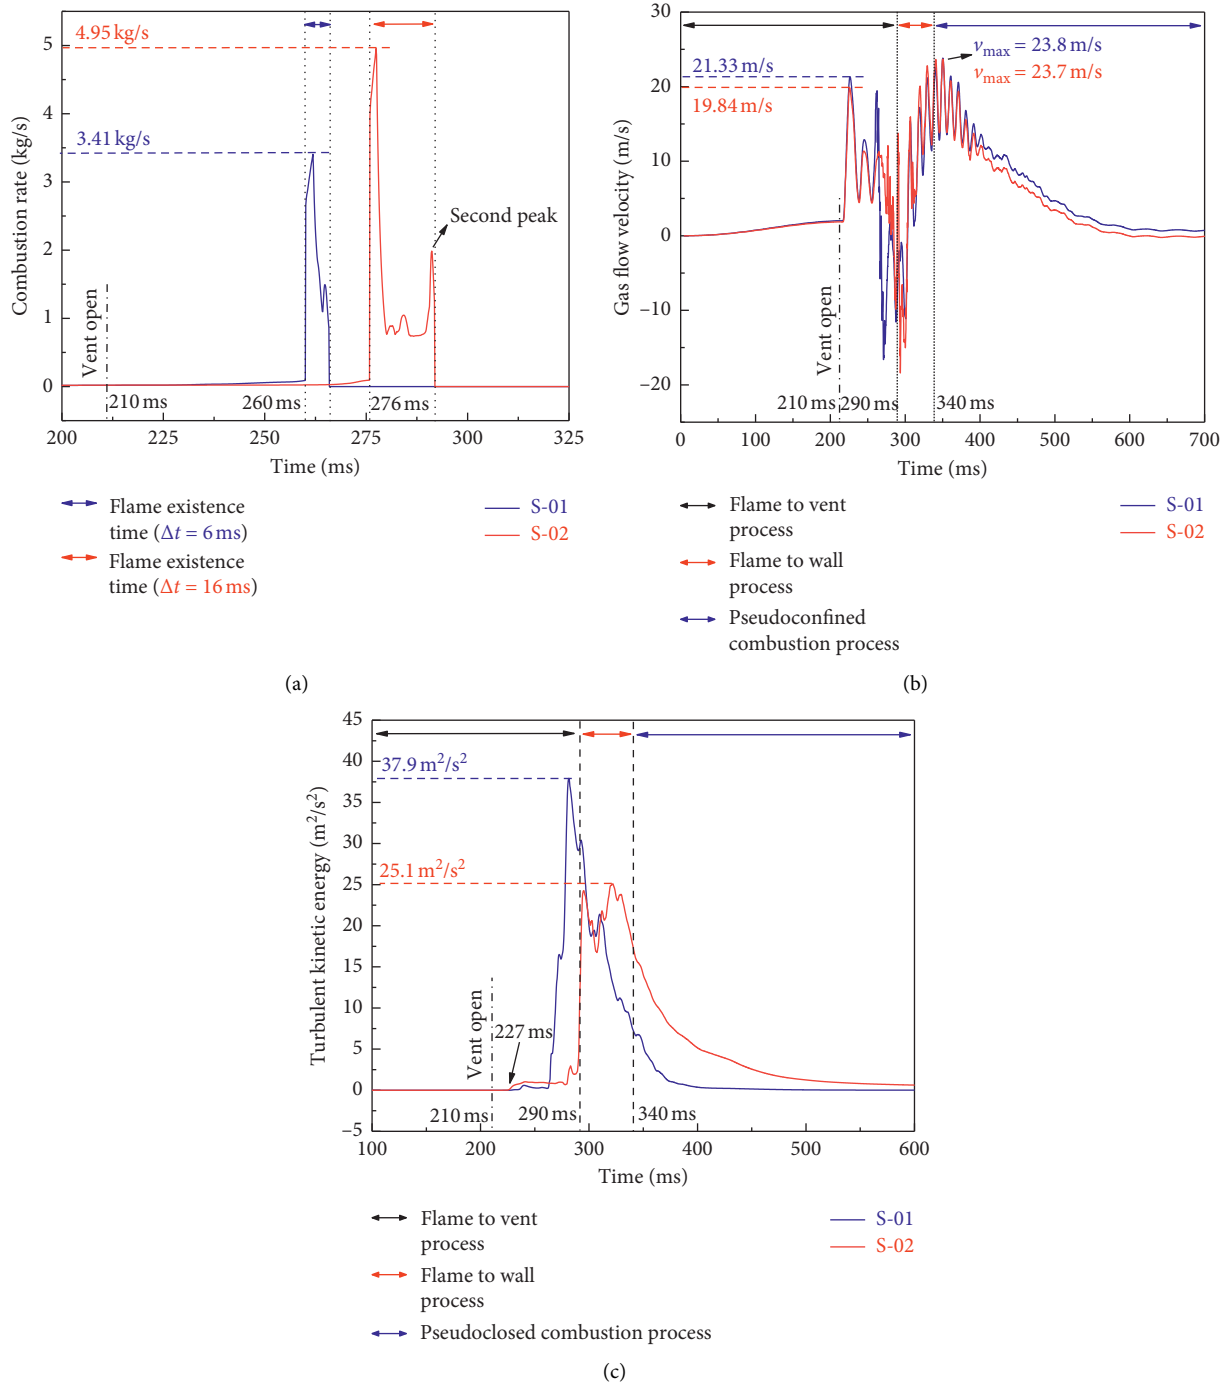 4.95 kg/s
3.41 kg/s
Second peak
Vent open
210 ms
260 ms
276 ms
Combustion rate (kg/s)
5
4
3
2
1
0
200
225
250
275
300
325
Time (ms)
Flame existence
time (Δt = 6 ms)
Flame existence
time (Δt = 16 ms)
S-01
S-02
(a)
30
20
10
0
−10
−20
Gas flow velocity (m/s)
21.33 m/s
19.84 m/s
vmax = 23.8 m/s
vmax = 23.7 m/s
Vent open
210 ms
290 ms
340 ms
0
100
200
300
400
500
600
700
Time (ms)
Flame to vent
process
Flame to wall
process
Pseudoconfined
combustion process
S-01
S-02
(b)
45
40
35
30
25
20
15
10
5
0
−5
Turbulent kinetic energy (m²/s²)
37.9 m²/s²
25.1 m²/s²
Vent open
227 ms
210 ms
290 ms
340 ms
100
200
300
400
500
600
Time (ms)
Flame to vent
process
Flame to wall
process
Pseudoclosed combustion process
S-01
S-02
(c)